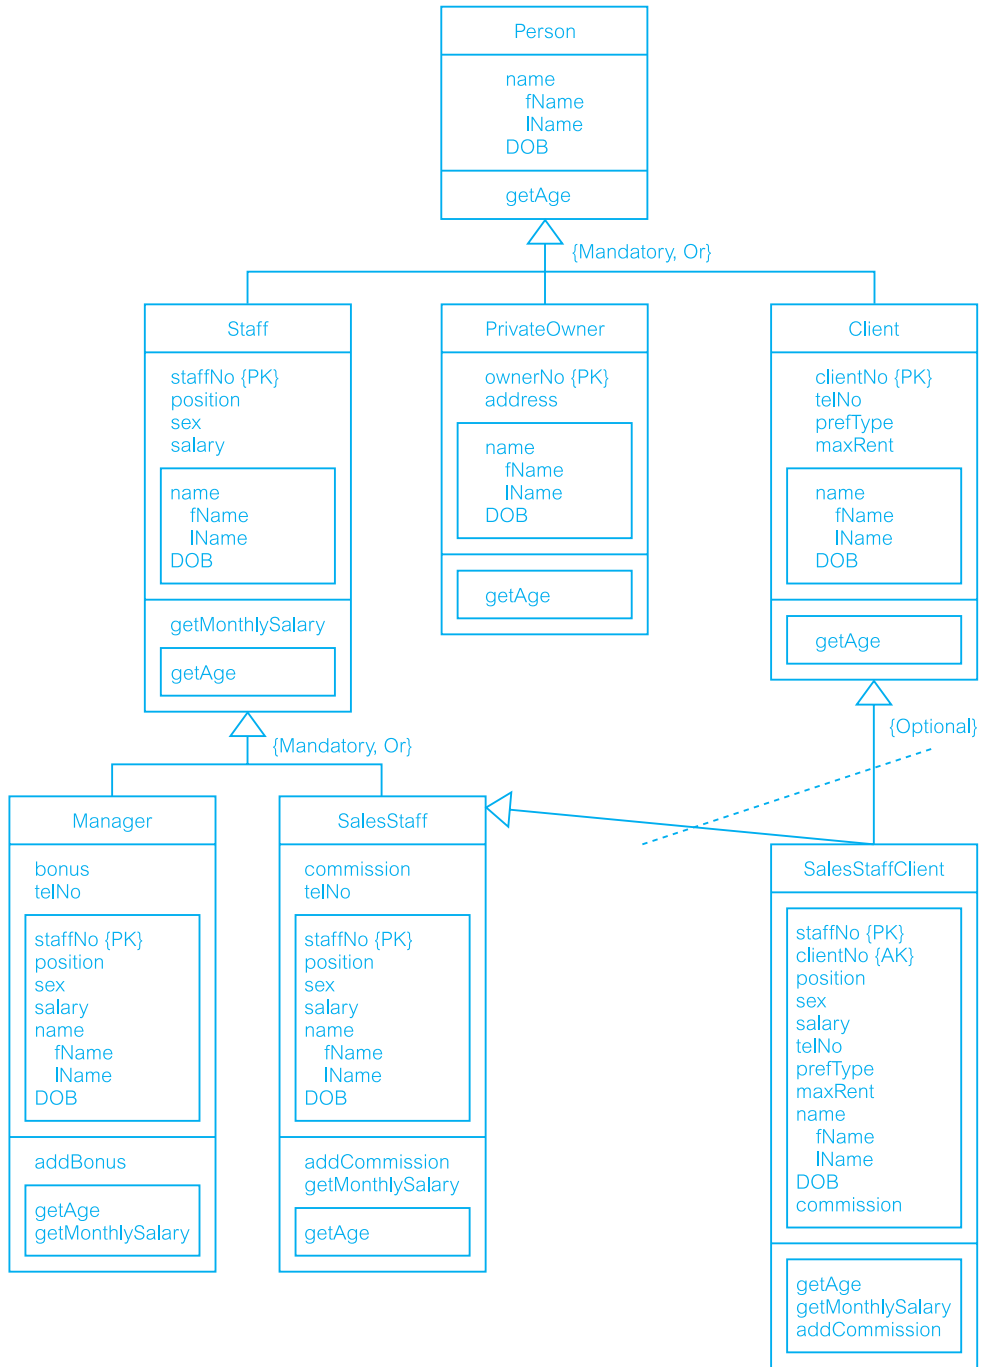 Person
name
fName
lName
DOB
getAge
{Mandatory, Or}
Staff
staffNo {PK}
position
sex
salary
name
fName
lName
DOB
getMonthlySalary
getAge
PrivateOwner
ownerNo {PK}
address
name
fName
lName
DOB
getAge
Client
clientNo {PK}
telNo
prefType
maxRent
name
fName
lName
DOB
getAge
{Mandatory, Or}
{Optional}
Manager
bonus
telNo
staffNo {PK}
position
sex
salary
name
fName
lName
DOB
addBonus
getAge
getMonthlySalary
SalesStaff
commission
telNo
staffNo {PK}
position
sex
salary
name
fName
lName
DOB
addCommission
getMonthlySalary
getAge
SalesStaffClient
staffNo {PK}
clientNo {AK}
position
sex
salary
telNo
prefType
maxRent
name
fName
lName
DOB
commission
getAge
getMonthlySalary
addCommission